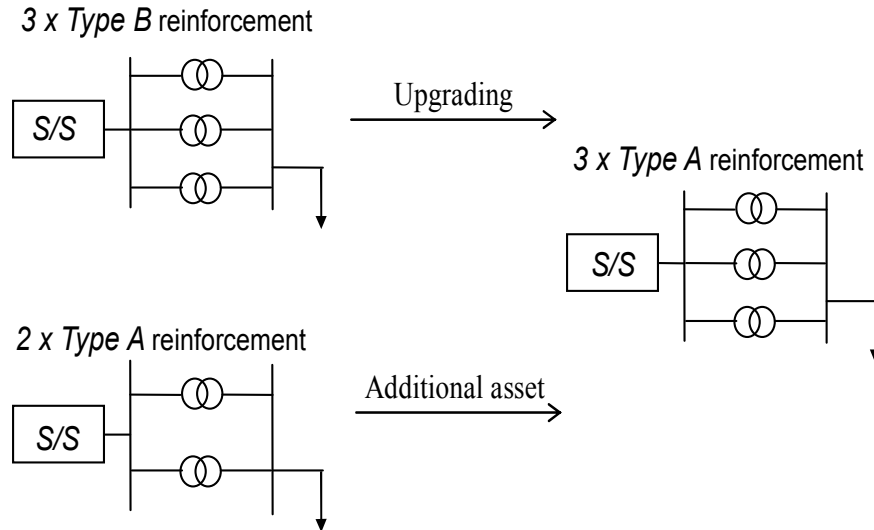 3 x Type B reinforcement
S/S
Upgrading
3 x Type A reinforcement
S/S
2 x Type A reinforcement
S/S
Additional asset